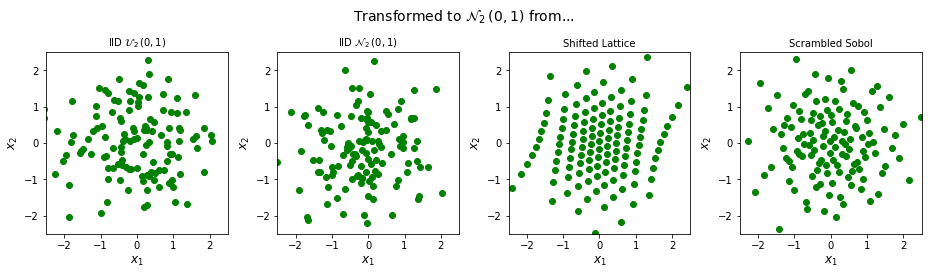 Transformed to 𝒩₂(0, 1) from...
IID 𝒰₂(0, 1)
IID 𝒩₂(0, 1)
Shifted Lattice
Scrambled Sobol
x₂
2
1
0
−1
−2
−2 −1 0 1 2
x₁
x₂
2
1
0
−1
−2
−2 −1 0 1 2
x₁
x₂
2
1
0
−1
−2
−2 −1 0 1 2
x₁
x₂
2
1
0
−1
−2
−2 −1 0 1 2
x₁